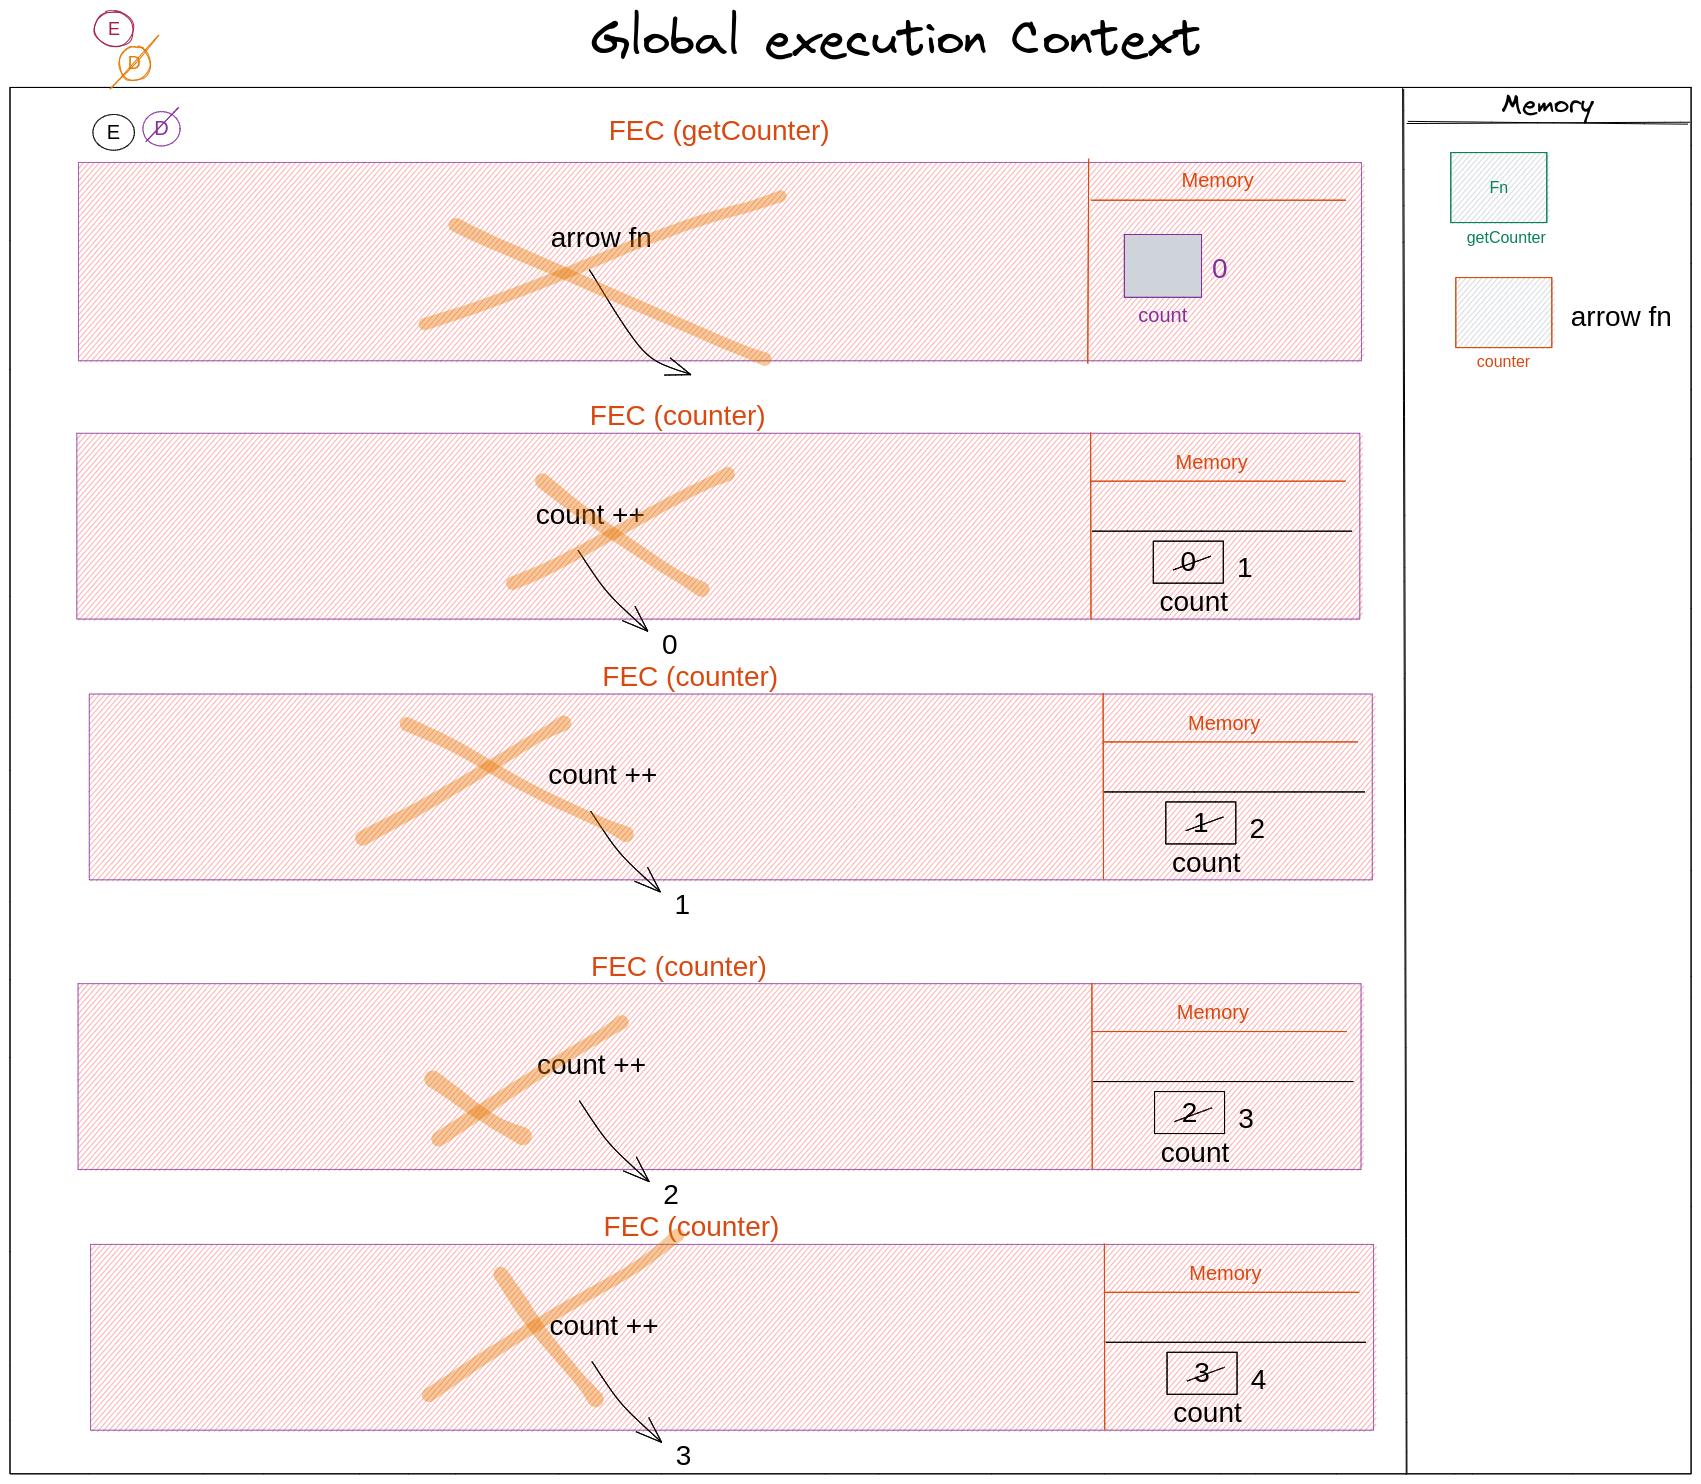 Global execution Context
E
D
Memory
E
D
FEC (getCounter)
Memory
arrow fn
0
count
Fn
getCounter
arrow fn
counter
FEC (counter)
Memory
count ++
0 1
count
0
FEC (counter)
Memory
count ++
1 2
count
1
FEC (counter)
Memory
count ++
2 3
count
2
FEC (counter)
Memory
count ++
3 4
count
3